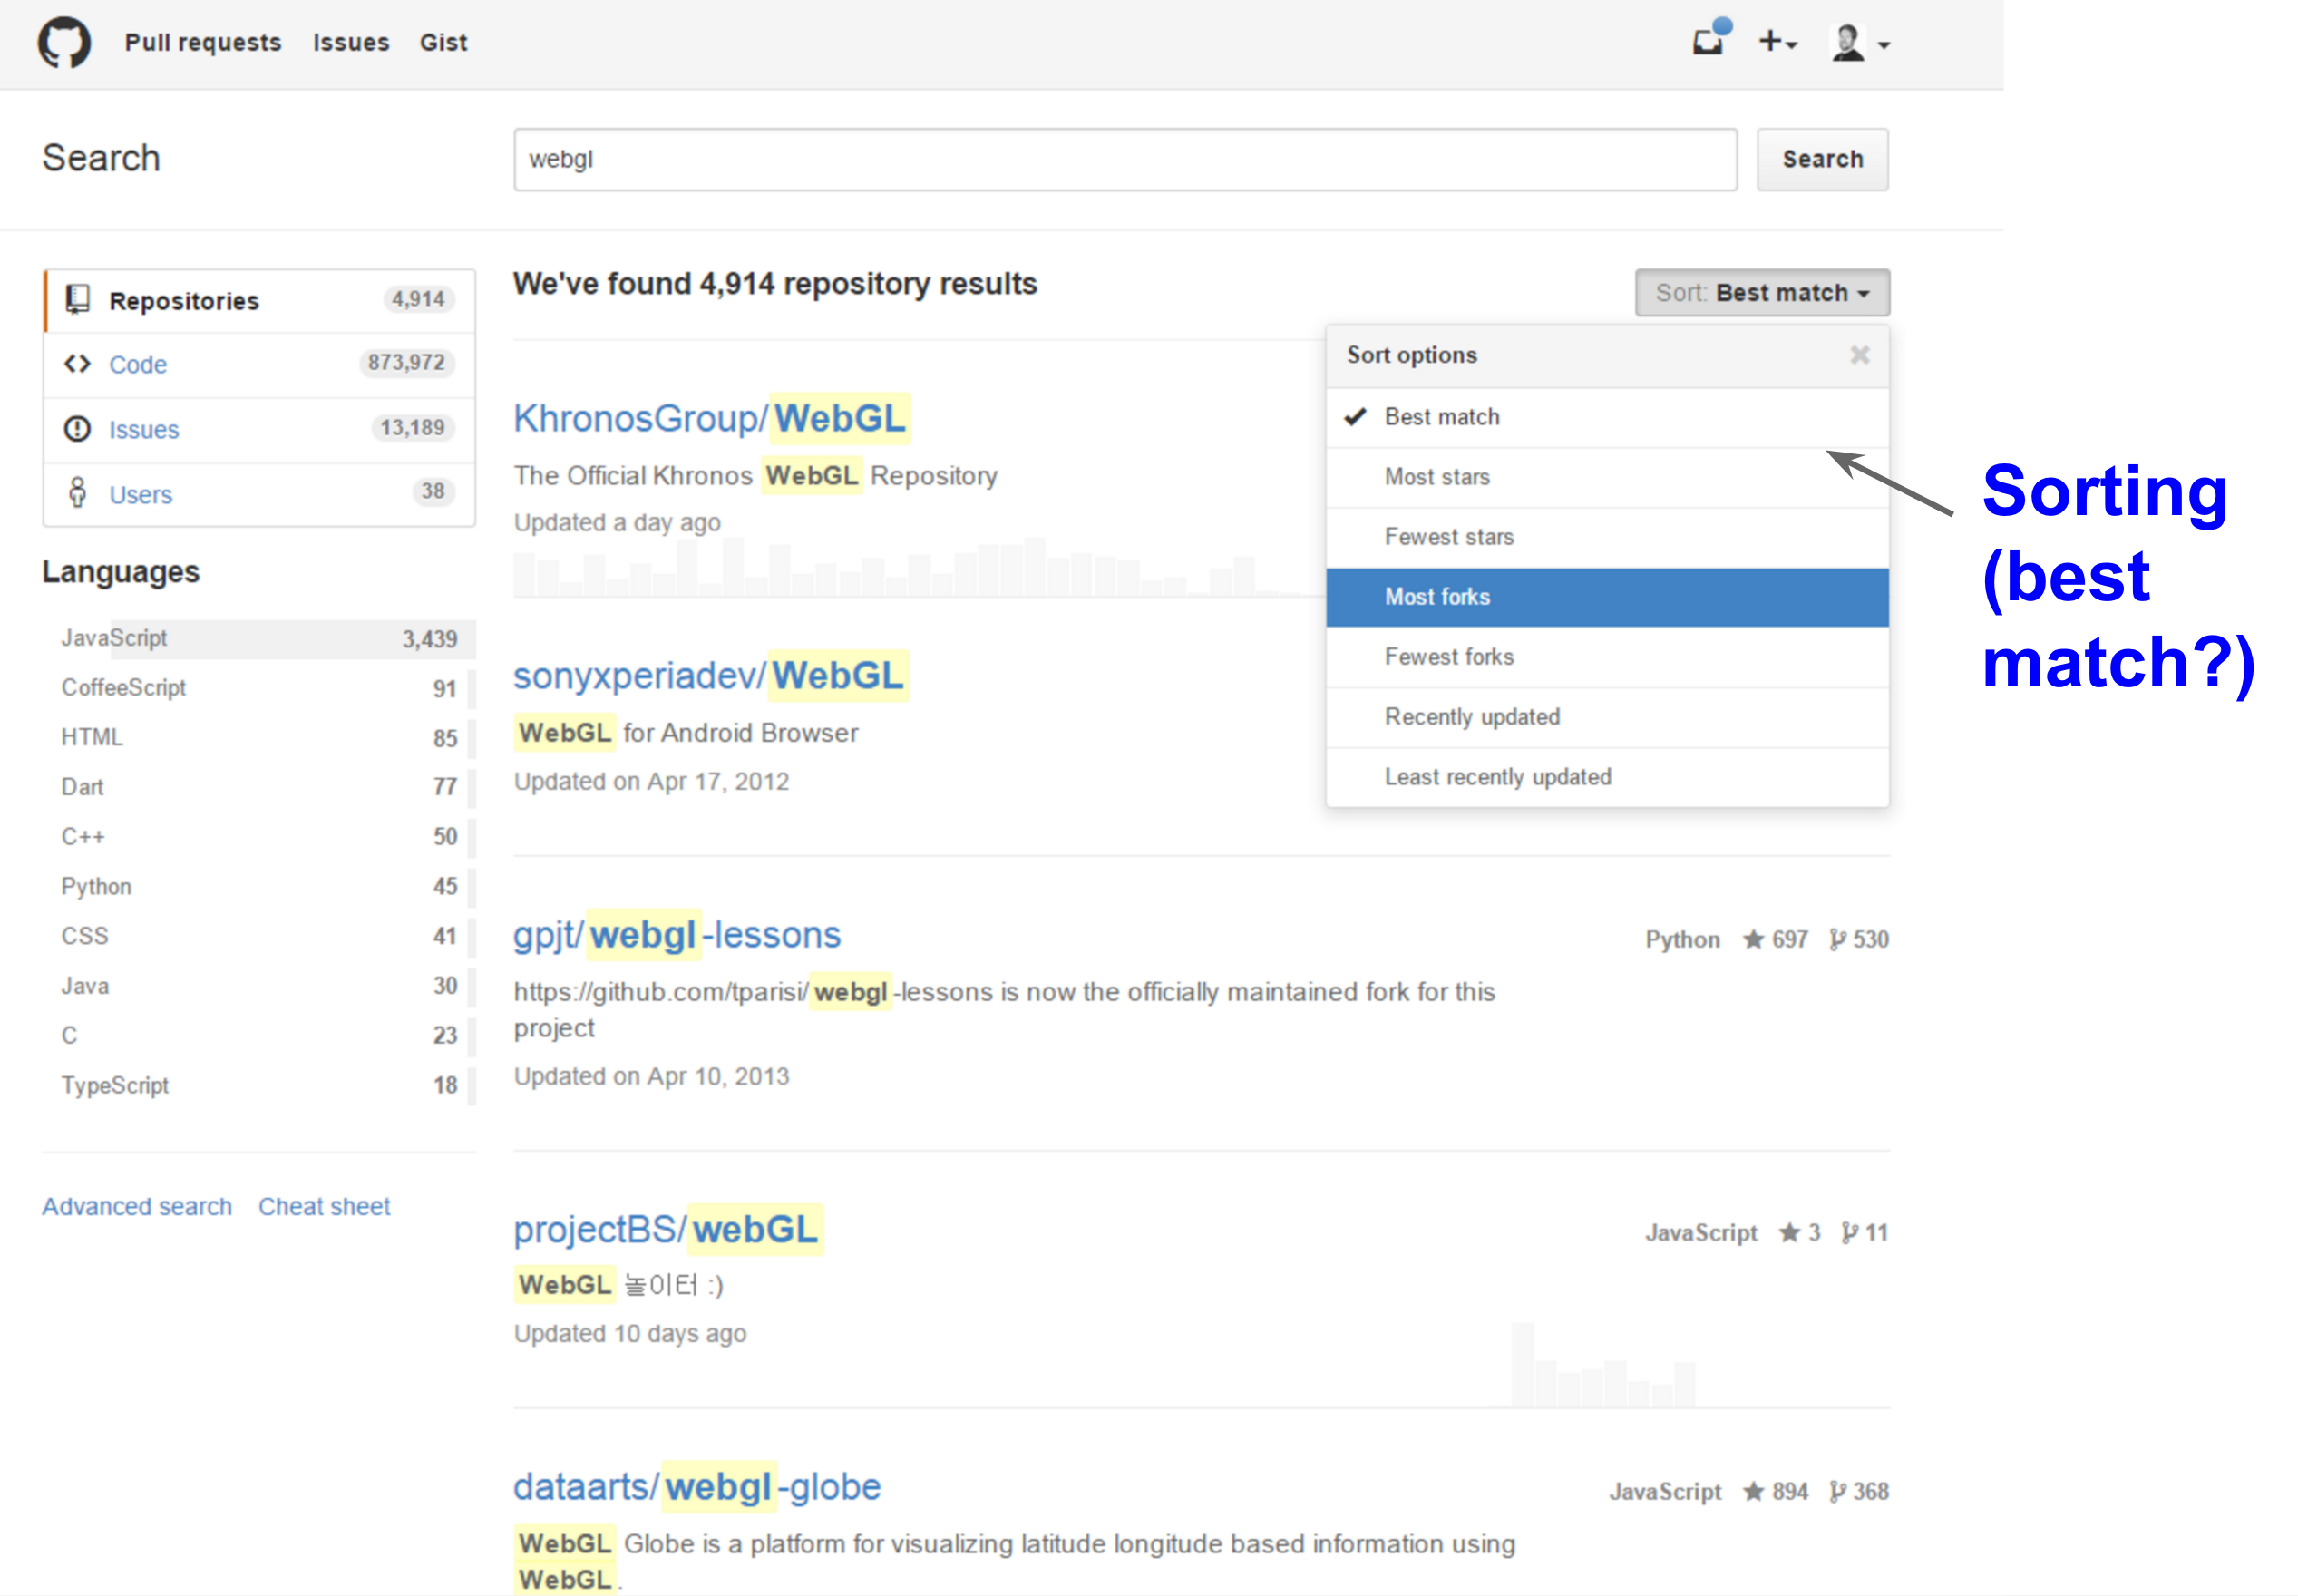 Pull requests Issues Gist
Search
webgl
Search
Repositories 4,914
Code 873,972
Issues 13,189
Users 38
Languages
JavaScript 3,439
CoffeeScript 91
HTML 85
Dart 77
C++ 50
Python 45
CSS 41
Java 30
C 23
TypeScript 18
Advanced search Cheat sheet
We've found 4,914 repository results
Sort: Best match
Sort options
Best match
Most stars
Fewest stars
Most forks
Fewest forks
Recently updated
Least recently updated
KhronosGroup/WebGL
The Official Khronos WebGL Repository
Updated a day ago
sonyxperiadev/WebGL
WebGL for Android Browser
Updated on Apr 17, 2012
gpjt/webgl-lessons
Python 697 530
https://github.com/tparisi/webgl-lessons is now the officially maintained fork for this
project
Updated on Apr 10, 2013
projectBS/webGL
JavaScript 3 11
WebGL 놀이터 :)
Updated 10 days ago
dataarts/webgl-globe
JavaScript 894 368
WebGL Globe is a platform for visualizing latitude longitude based information using
WebGL.
Sorting
(best
match?)